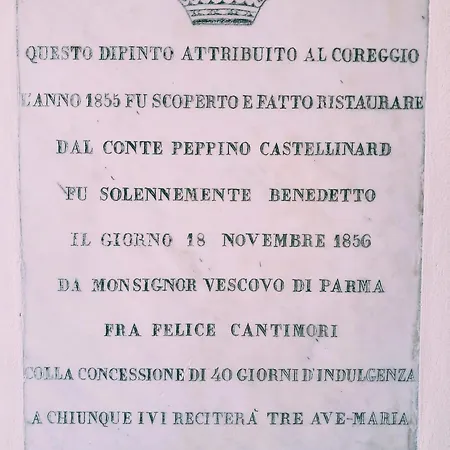 QUESTO DIPINTO ATTRIBUITO AL COREGGIO
L'ANNO 1855 FU SCOPERTO E FATTO RISTAURARE
DAL CONTE PEPPINO CASTELLINARD
FU SOLENNEMENTE BENEDETTO
IL GIORNO 18 NOVEMBRE 1856
DA MONSIGNOR VESCOVO DI PARMA
FRA FELICE CANTIMORI
COLLA CONCESSIONE DI 40 GIORNI D'INDULGENZA
A CHIUNQUE IVI RECITERÀ TRE AVE-MARIA